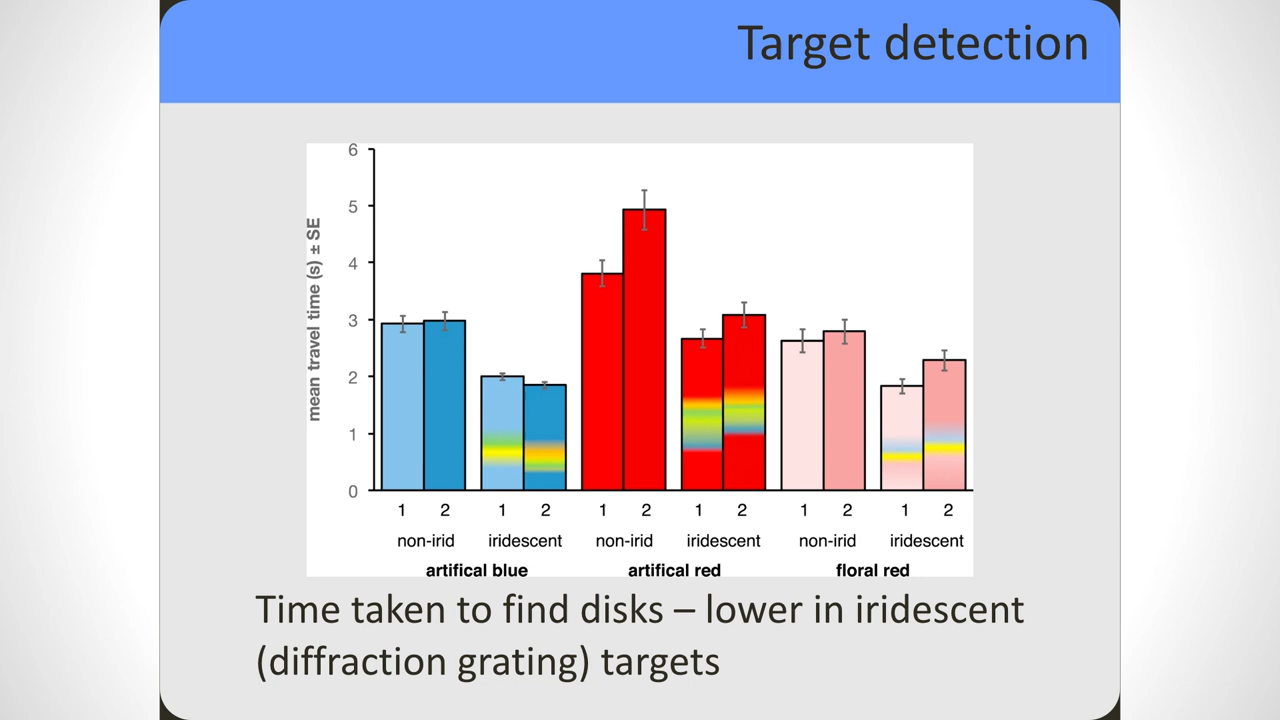 Target detection
mean travel time (s) ± SE
6
5
4
3
2
1
0
1 2 1 2 1 2 1 2 1 2 1 2
non-irid iridescent non-irid iridescent non-irid iridescent
artifical blue artifical red floral red
Time taken to find disks – lower in iridescent
(diffraction grating) targets